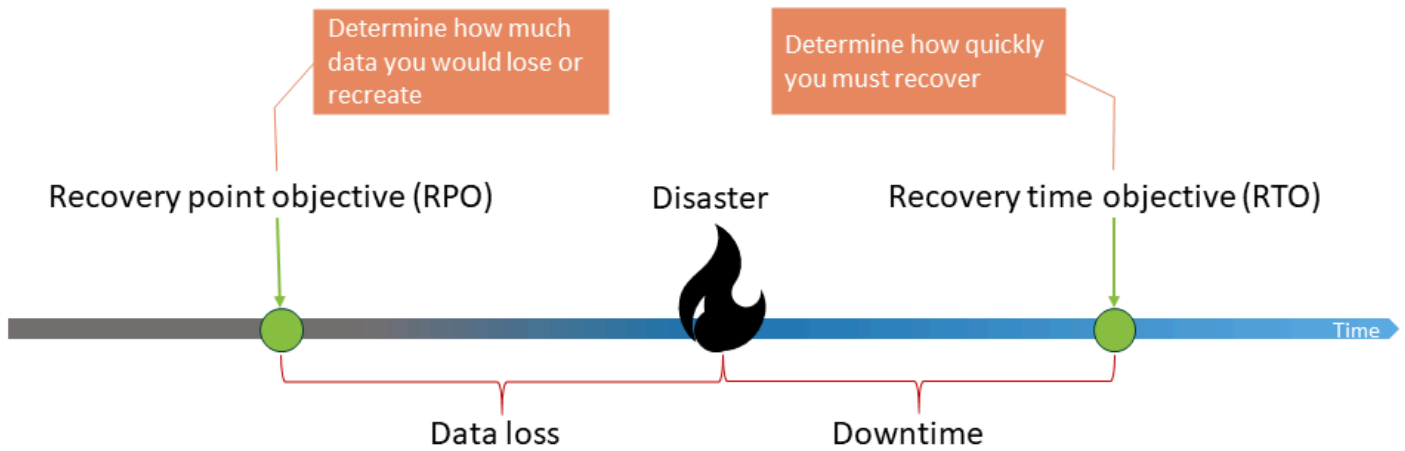 Determine how much
data you would lose or
recreate
Determine how quickly
you must recover
Recovery point objective (RPO)
Disaster
Recovery time objective (RTO)
Time
Data loss
Downtime